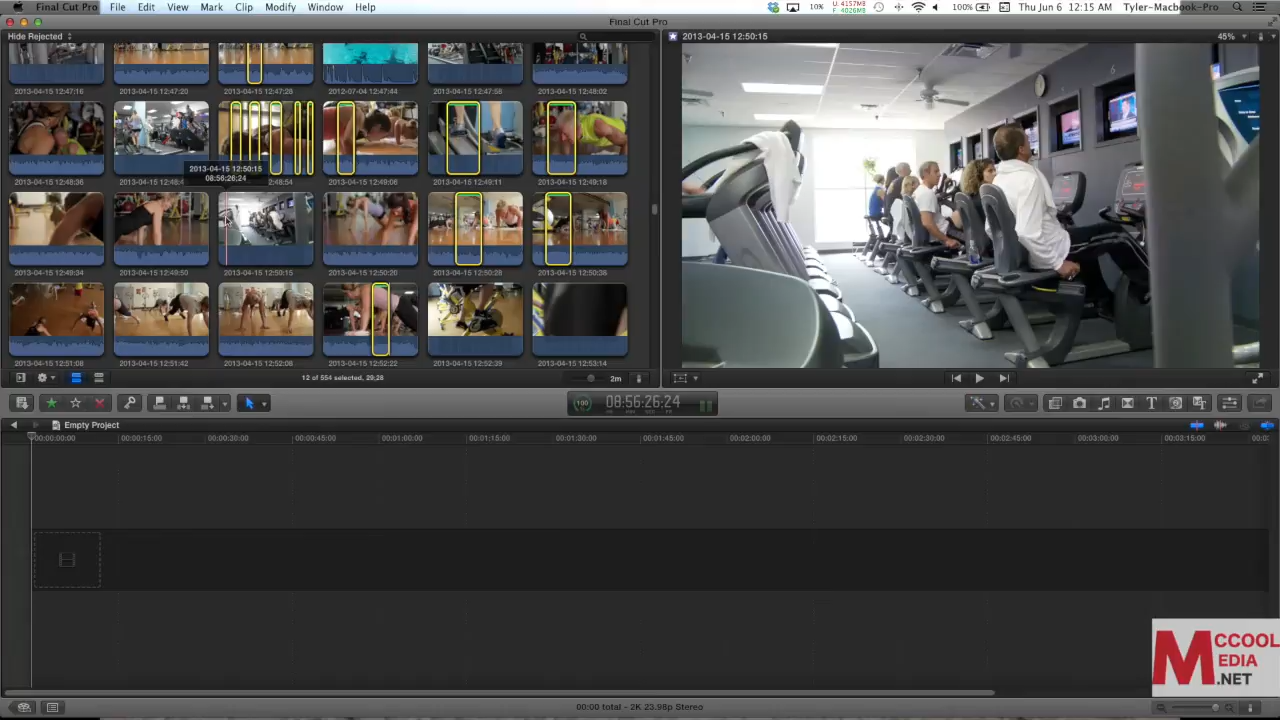 Final Cut Pro File Edit View Mark Clip Modify Window Help 10% U: 4157MB F: 4026MB 100% Thu Jun 6 12:15 AM Tyler-Macbook-Pro
Final Cut Pro
Hide Rejected
2013-04-15 12:50:15 45%
2013-04-15 12:47:16 2013-04-15 12:47:20 2013-04-15 12:47:28 2012-07-04 12:47:44 2013-04-15 12:47:58 2013-04-15 12:48:02
2013-04-15 12:50:15
08:56:26:24
2013-04-15 12:48:36 2013-04-15 12:48:4 12:48:54 2013-04-15 12:49:06 2013-04-15 12:49:11 2013-04-15 12:49:18
2013-04-15 12:49:34 2013-04-15 12:49:50 2013-04-15 12:50:15 2013-04-15 12:50:20 2013-04-15 12:50:28 2013-04-15 12:50:38
2013-04-15 12:51:08 2013-04-15 12:51:42 2013-04-15 12:52:08 2013-04-15 12:52:22 2013-04-15 12:52:39 2013-04-15 12:53:14
12 of 554 selected, 29;28 2m
100 08:56:26:24
HR MIN SEC FR
Empty Project
00:00:00:00 00:00:15:00 00:00:30:00 00:00:45:00 00:01:00:00 00:01:15:00 00:01:30:00 00:01:45:00 00:02:00:00 00:02:15:00 00:02:30:00 00:02:45:00 00:03:00:00 00:03:15:00
MCCOOL
MEDIA
.NET
00:00 total - 2K 23.98p Stereo